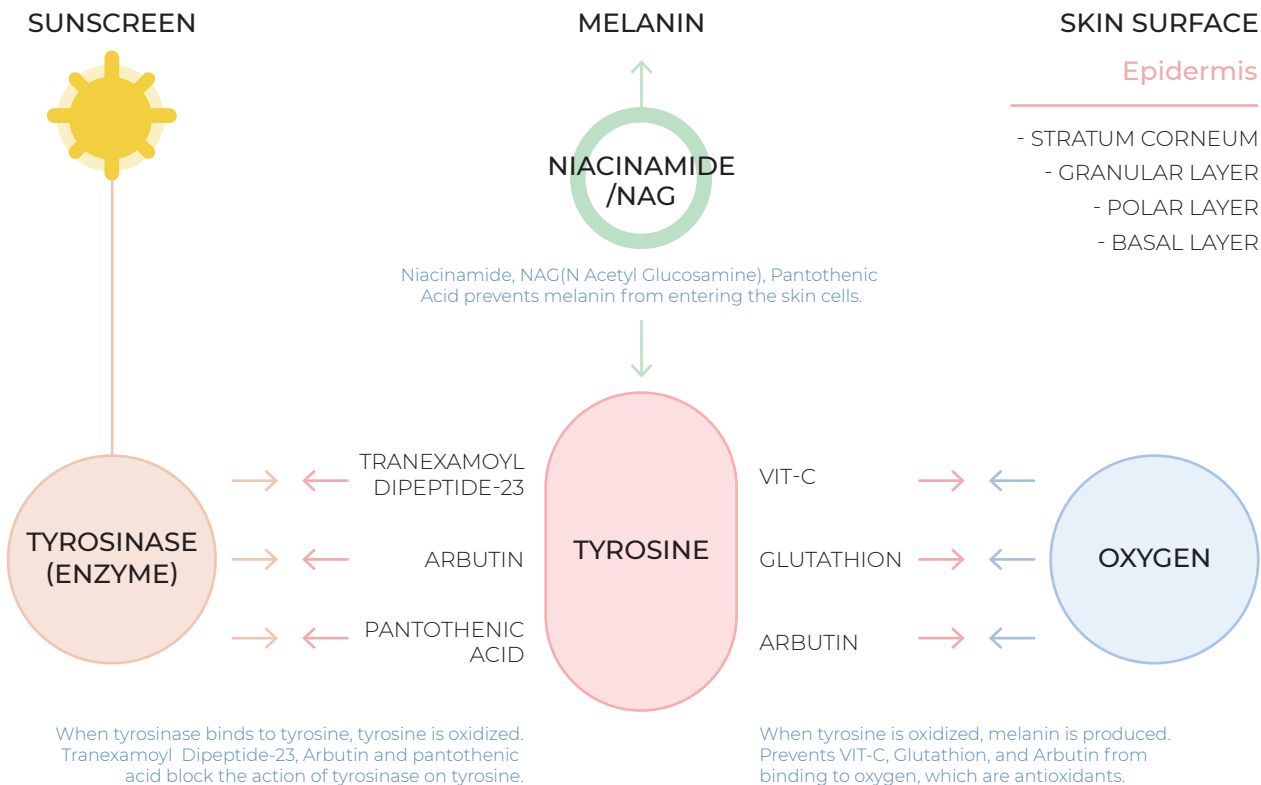 SUNSCREEN
MELANIN
SKIN SURFACE
Epidermis
- STRATUM CORNEUM
- GRANULAR LAYER
- POLAR LAYER
- BASAL LAYER
NIACINAMIDE
/NAG
Niacinamide, NAG(N Acetyl Glucosamine), Pantothenic
Acid prevents melanin from entering the skin cells.
TYROSINASE
(ENZYME)
TRANEXAMOYL
DIPEPTIDE-23
ARBUTIN
PANTOTHENIC
ACID
TYROSINE
VIT-C
GLUTATHION
ARBUTIN
OXYGEN
When tyrosinase binds to tyrosine, tyrosine is oxidized.
Tranexamoyl Dipeptide-23, Arbutin and pantothenic
acid block the action of tyrosinase on tyrosine.
When tyrosine is oxidized, melanin is produced.
Prevents VIT-C, Glutathion, and Arbutin from
binding to oxygen, which are antioxidants.